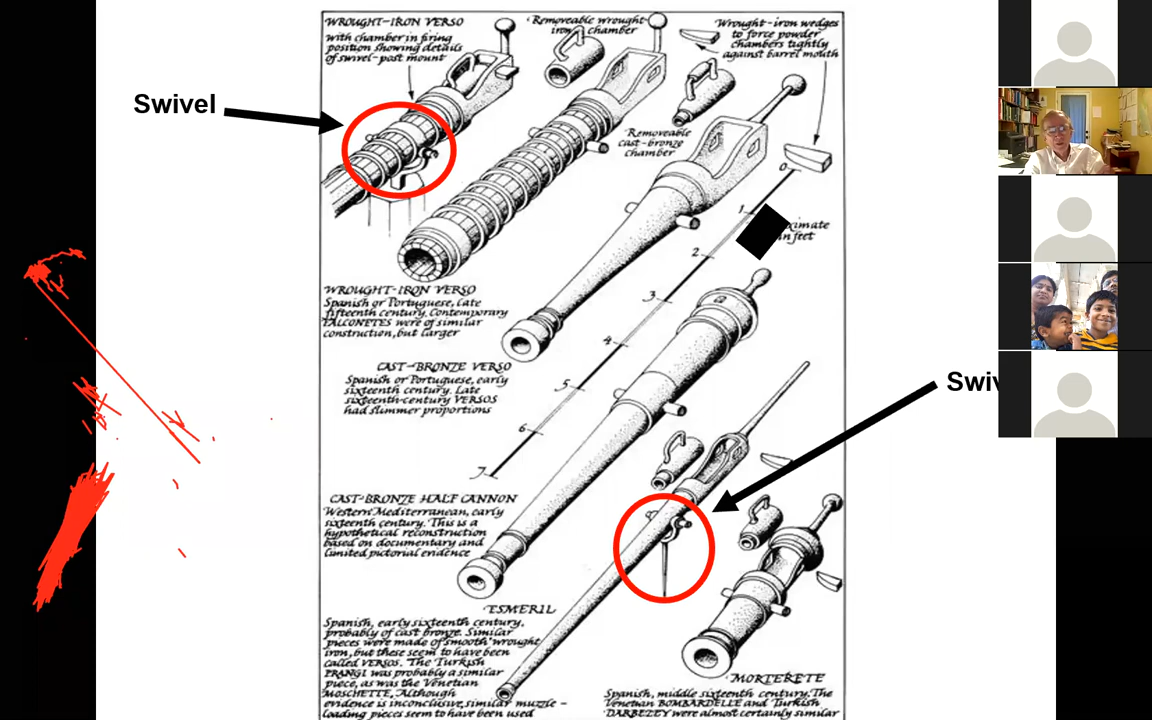 WROUGHT-IRON VERSO
with chamber in firing
position showing details
of swivel-post mount
Removeable wrought-
iron chamber
Wrought-iron wedges
to force powder
chambers tightly
against barrel mouth
Swivel
Removeable
cast-bronze
chamber
0
1
ximate
in feet
2
3
4
5
6
7
WROUGHT-IRON VERSO
Spanish or Portuguese, late
fifteenth century. Contemporary
FALCONETES were of similar
construction, but larger
CAST-BRONZE VERSO
Spanish or Portuguese, early
sixteenth century. Late
sixteenth-century VERSOS
had slimmer proportions
Swiv
CAST-BRONZE HALF CANNON
Western Mediterranean, early
sixteenth century. This is a
hypothetical reconstruction
based on documentary and
limited pictorial evidence
ESMERIL
Spanish, early sixteenth century,
probably of cast bronze. Similar
pieces were made of smooth wrought
iron, but these seem to have been
called VERSOS. The Turkish
PRANGI was probably a similar
piece, as was the Venetian
MOSCHETTE. Although
evidence is inconclusive, similar muzzle-
loading pieces seem to have been used
MORTERETE
Spanish, middle sixteenth century. The
Venetian BOMBARDELLE and Turkish
DARBEZEY were almost certainly similar